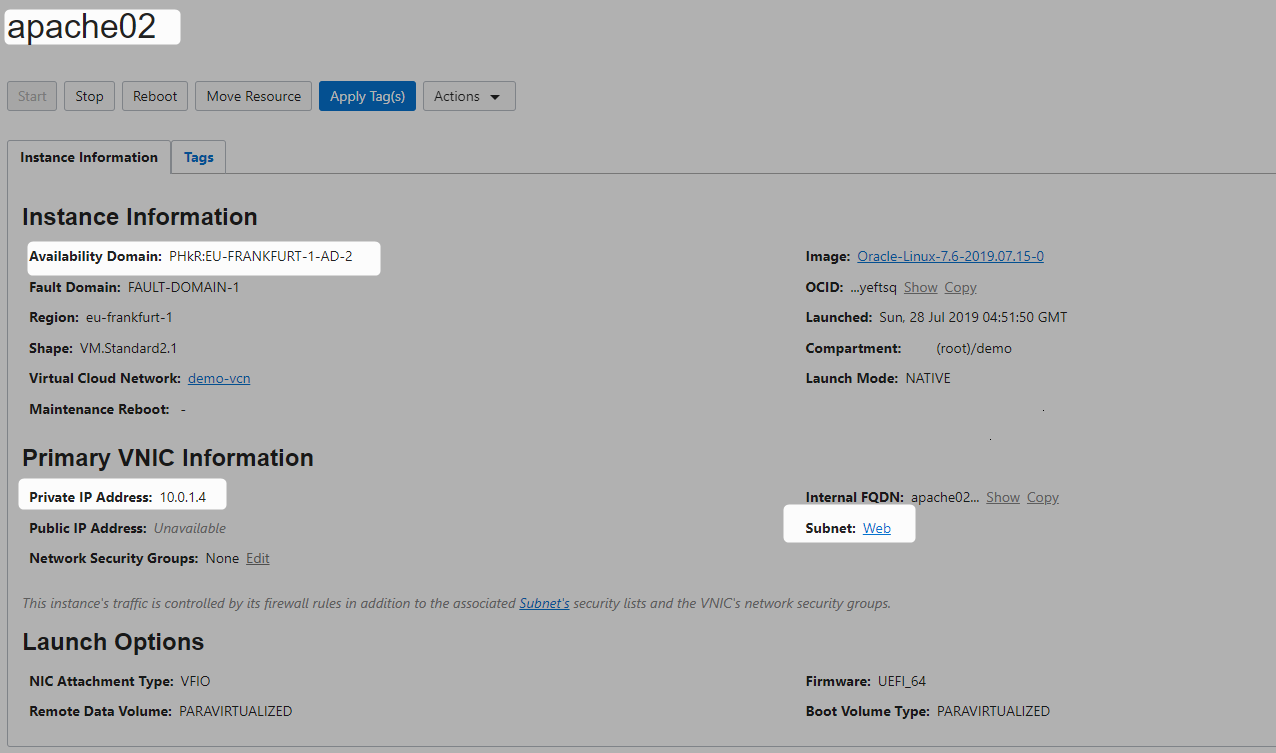 apache02
Start Stop Reboot Move Resource Apply Tag(s) Actions
Instance Information Tags
Instance Information
Availability Domain: PHkR:EU-FRANKFURT-1-AD-2 Image: Oracle-Linux-7.6-2019.07.15-0
Fault Domain: FAULT-DOMAIN-1 OCID: ...yeftsq Show Copy
Region: eu-frankfurt-1 Launched: Sun, 28 Jul 2019 04:51:50 GMT
Shape: VM.Standard2.1 Compartment: (root)/demo
Virtual Cloud Network: demo-vcn Launch Mode: NATIVE
Maintenance Reboot: -
Primary VNIC Information
Private IP Address: 10.0.1.4 Internal FQDN: apache02... Show Copy
Public IP Address: Unavailable Subnet: Web
Network Security Groups: None Edit
This instance's traffic is controlled by its firewall rules in addition to the associated Subnet's security lists and the VNIC's network security groups.
Launch Options
NIC Attachment Type: VFIO Firmware: UEFI_64
Remote Data Volume: PARAVIRTUALIZED Boot Volume Type: PARAVIRTUALIZED